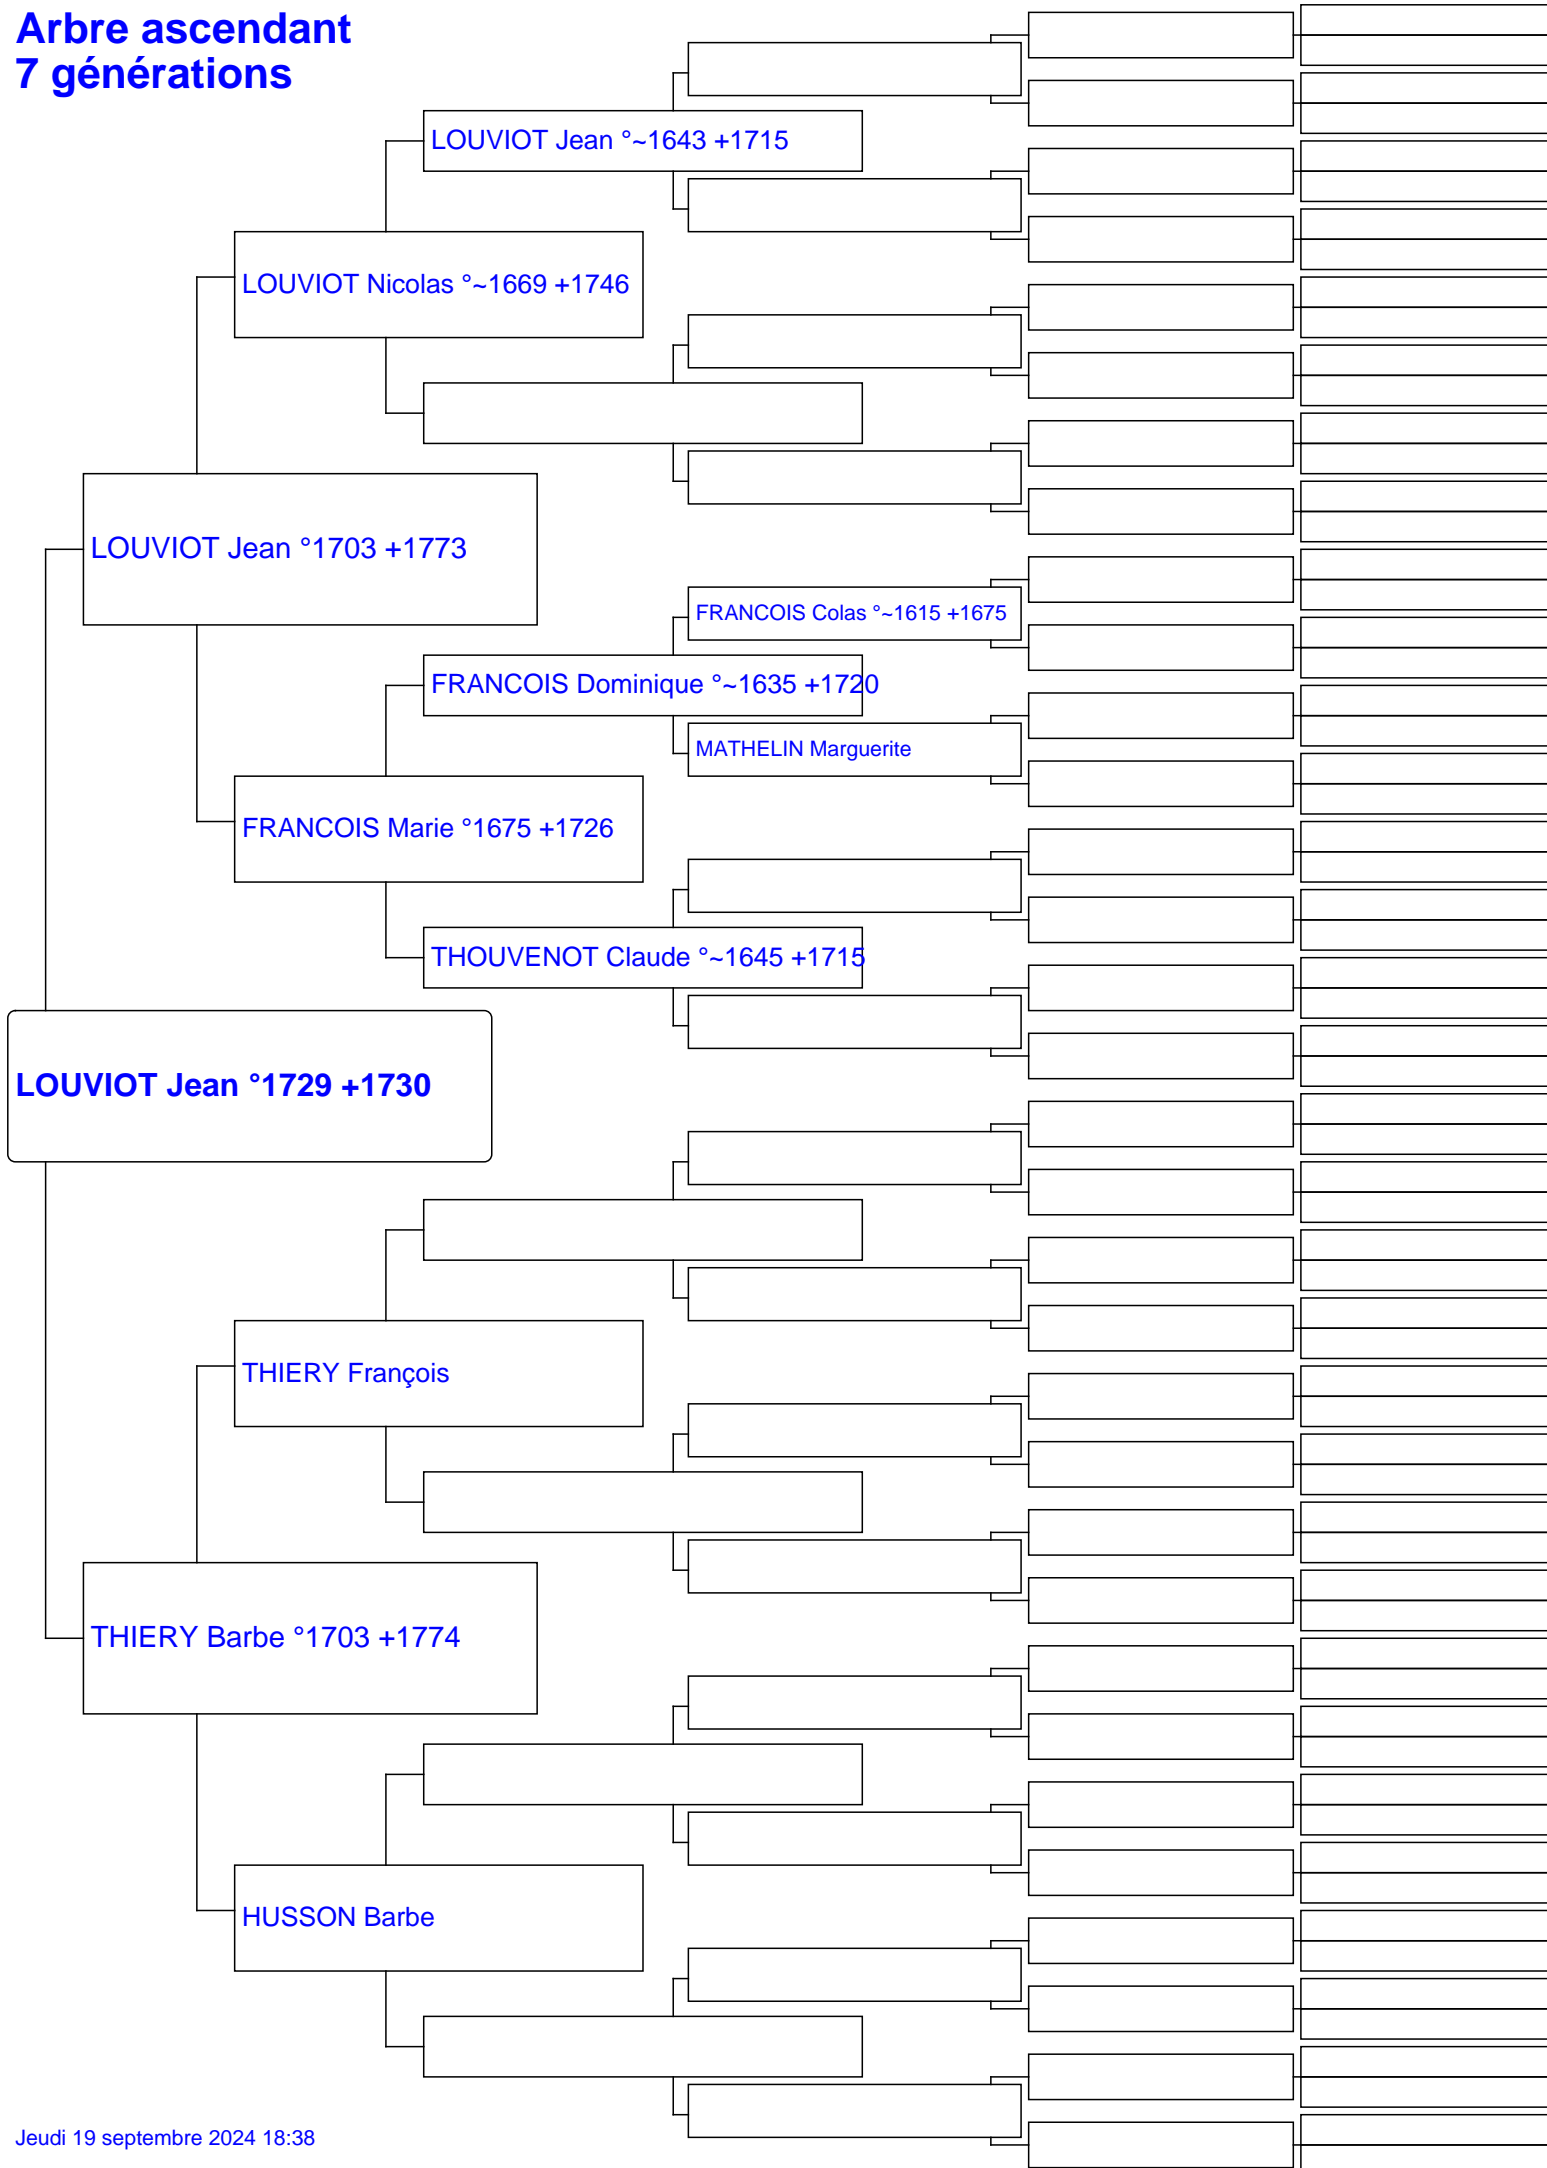 Arbre ascendant
7 générations
LOUVIOT Jean °~1643 +1715
LOUVIOT Nicolas °~1669 +1746
LOUVIOT Jean °1703 +1773
FRANCOIS Colas °~1615 +1675
FRANCOIS Dominique °~1635 +1720
MATHELIN Marguerite
FRANCOIS Marie °1675 +1726
THOUVENOT Claude °~1645 +1715
LOUVIOT Jean °1729 +1730
THIERY François
THIERY Barbe °1703 +1774
HUSSON Barbe
Jeudi 19 septembre 2024 18:38